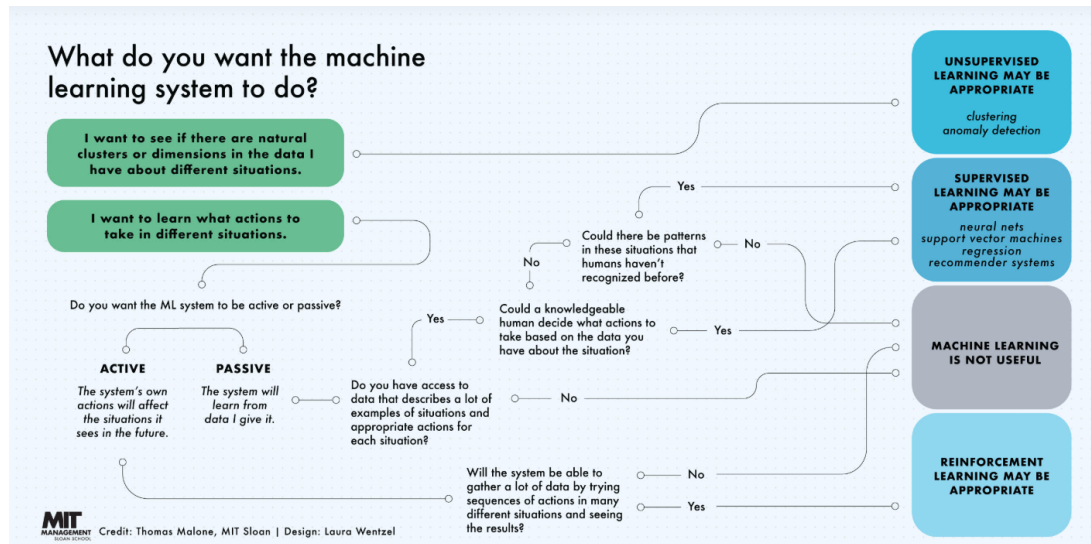 What do you want the machine
learning system to do?
I want to see if there are natural
clusters or dimensions in the data I
have about different situations.
I want to learn what actions to
take in different situations.
Do you want the ML system to be active or passive?
ACTIVE
The system's own
actions will affect
the situations it
sees in the future.
PASSIVE
The system will
learn from
data I give it.
Do you have access to
data that describes a lot of
examples of situations and
appropriate actions for
each situation?
Yes
No
Could a knowledgeable
human decide what actions to
take based on the data you
have about the situation?
No
Yes
Could there be patterns
in these situations that
humans haven't
recognized before?
Yes
No
Will the system be able to
gather a lot of data by trying
sequences of actions in many
different situations and seeing
the results?
No
Yes
UNSUPERVISED
LEARNING MAY BE
APPROPRIATE
clustering
anomaly detection
SUPERVISED
LEARNING MAY BE
APPROPRIATE
neural nets
support vector machines
regression
recommender systems
MACHINE LEARNING
IS NOT USEFUL
REINFORCEMENT
LEARNING MAY BE
APPROPRIATE
MIT
MANAGEMENT
SLOAN SCHOOL
Credit: Thomas Malone, MIT Sloan | Design: Laura Wentzel